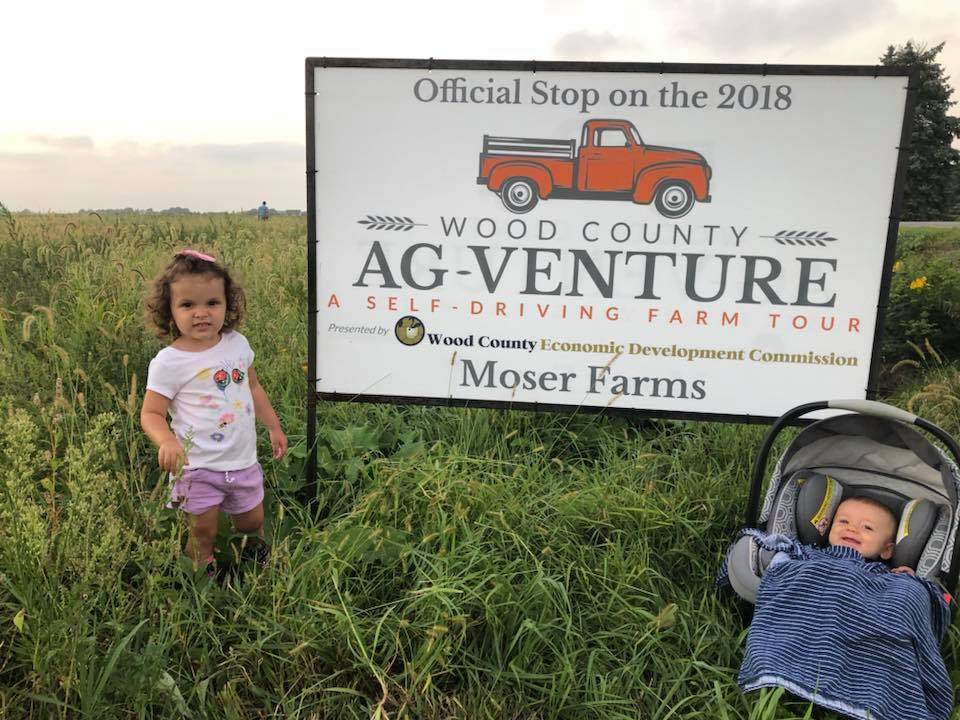 Official Stop on the 2018
WOOD COUNTY
AG-VENTURE
A SELF-DRIVING FARM TOUR
Presented by Wood County Economic Development Commission
Moser Farms